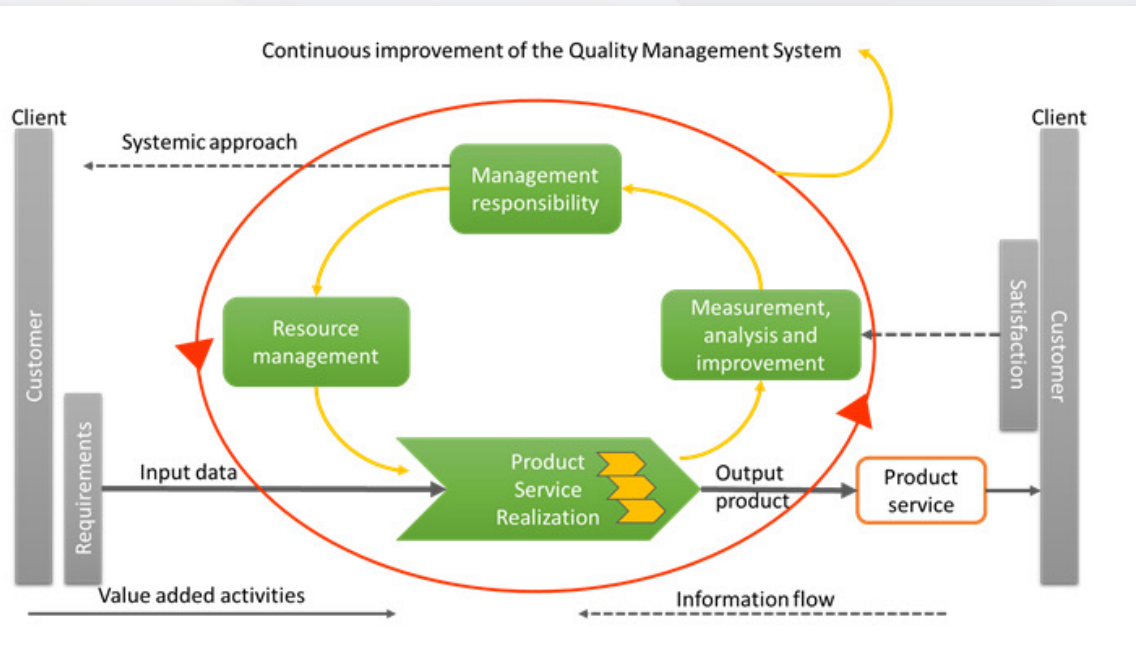 Continuous improvement of the Quality Management System
Client
Client
Systemic approach
Management
responsibility
Customer
Requirements
Resource
management
Measurement,
analysis and
improvement
Satisfaction
Customer
Input data
Product
Service
Realization
Output
product
Product
service
Value added activities
Information flow